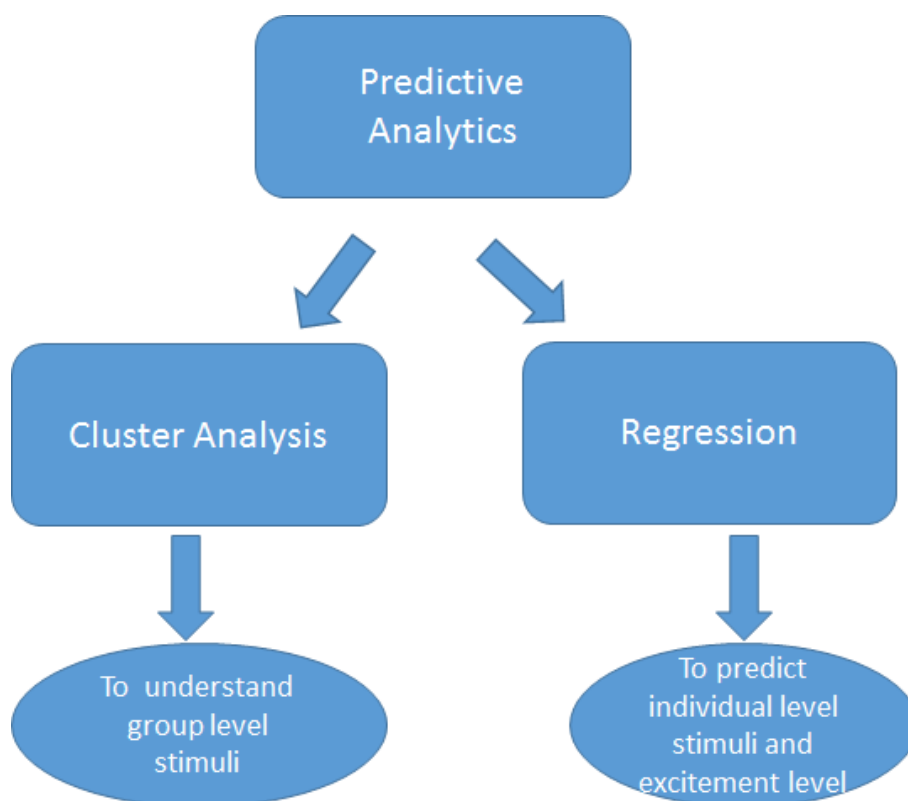 Predictive
Analytics
Cluster Analysis
Regression
To understand
group level
stimuli
To predict
individual level
stimuli and
excitement level